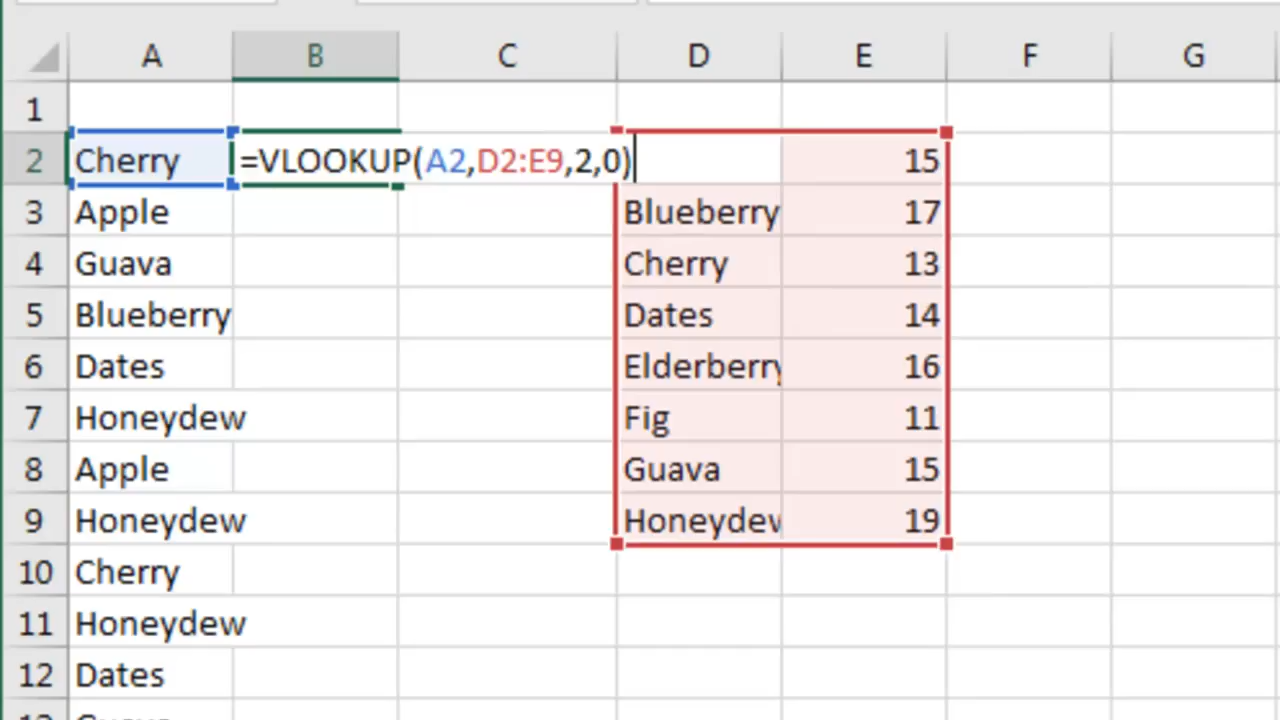 A B C D E F G
1
2 Cherry =VLOOKUP(A2,D2:E9,2,0) 15
3 Apple Blueberry 17
4 Guava Cherry 13
5 Blueberry Dates 14
6 Dates Elderberry 16
7 Honeydew Fig 11
8 Apple Guava 15
9 Honeydew Honeydew 19
10 Cherry
11 Honeydew
12 Dates